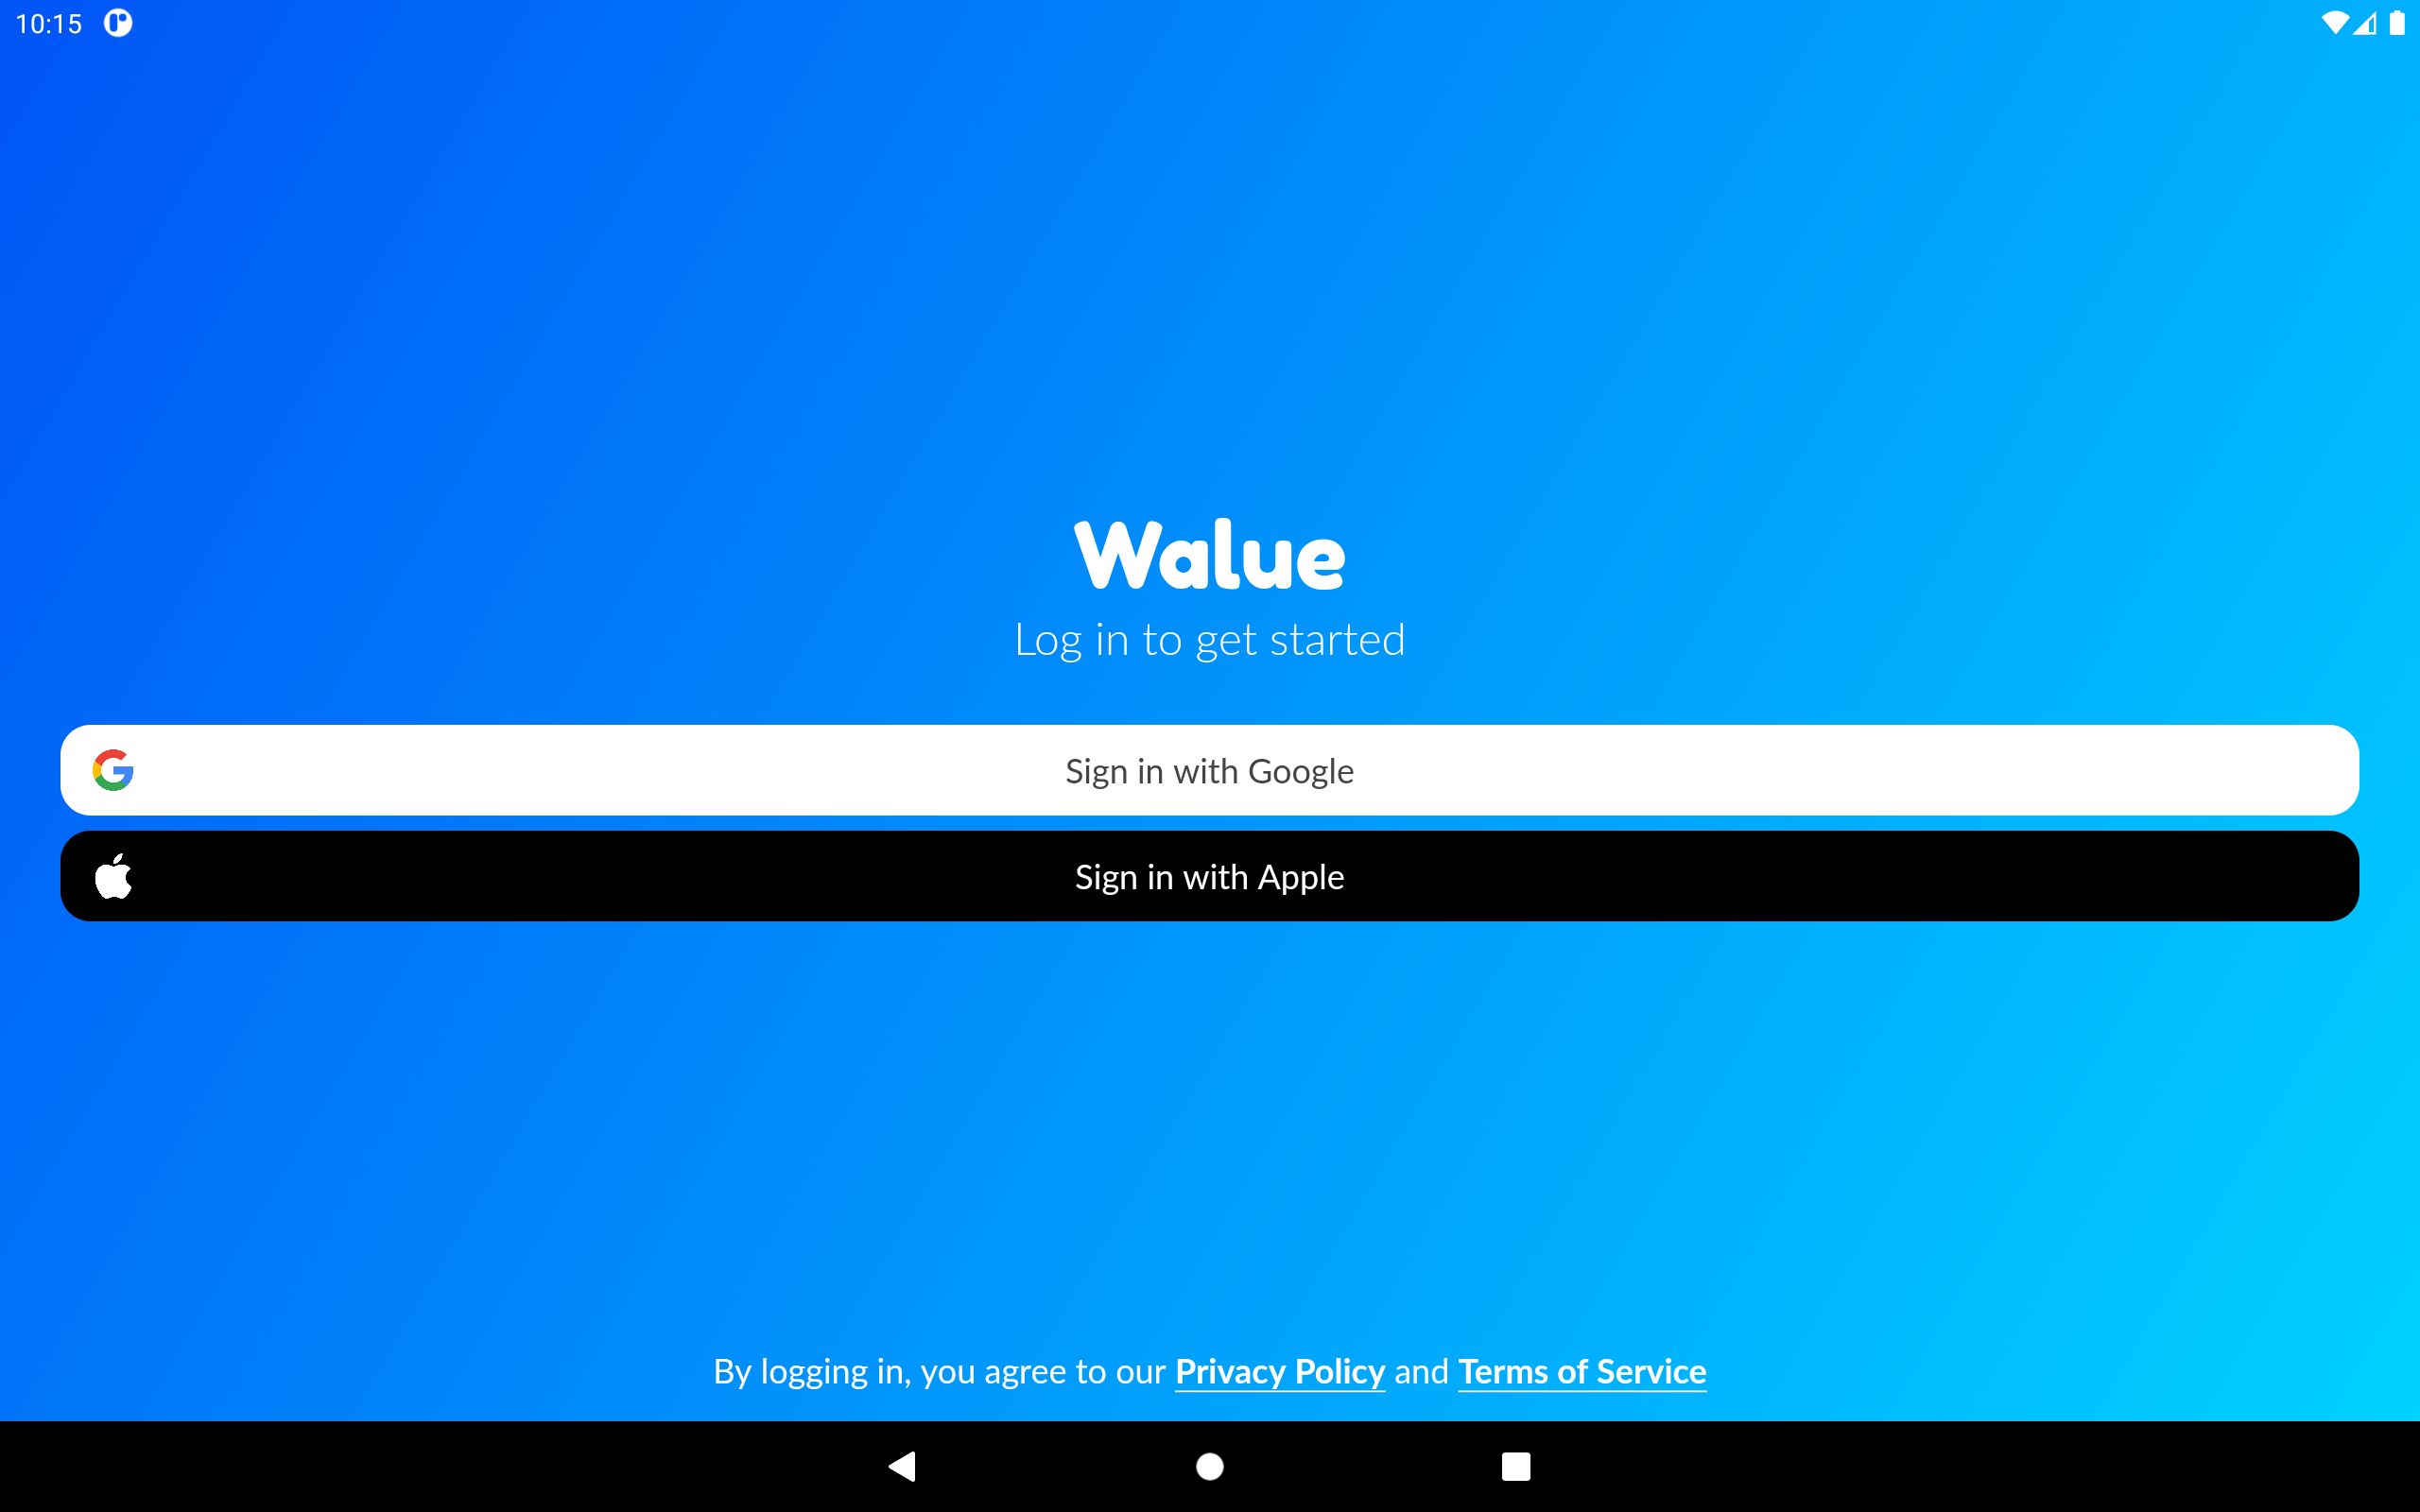 10:15
Walue
Log in to get started
Sign in with Google
Sign in with Apple
By logging in, you agree to our Privacy Policy and Terms of Service